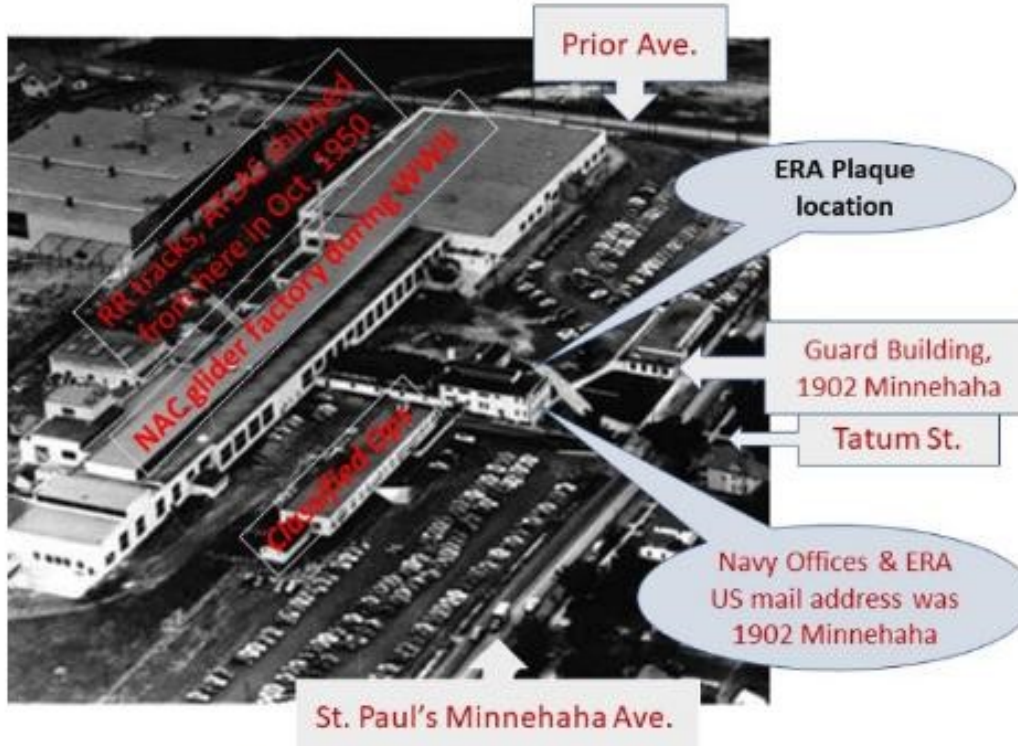 Prior Ave.
ERA Plaque
location
RR tracks, Atlas shipped
from here in Oct. 1950
NAC glider factory during WWII
Guard Building,
1902 Minnehaha
Tatum St.
Classified Ops
Navy Offices & ERA
US mail address was
1902 Minnehaha
St. Paul's Minnehaha Ave.